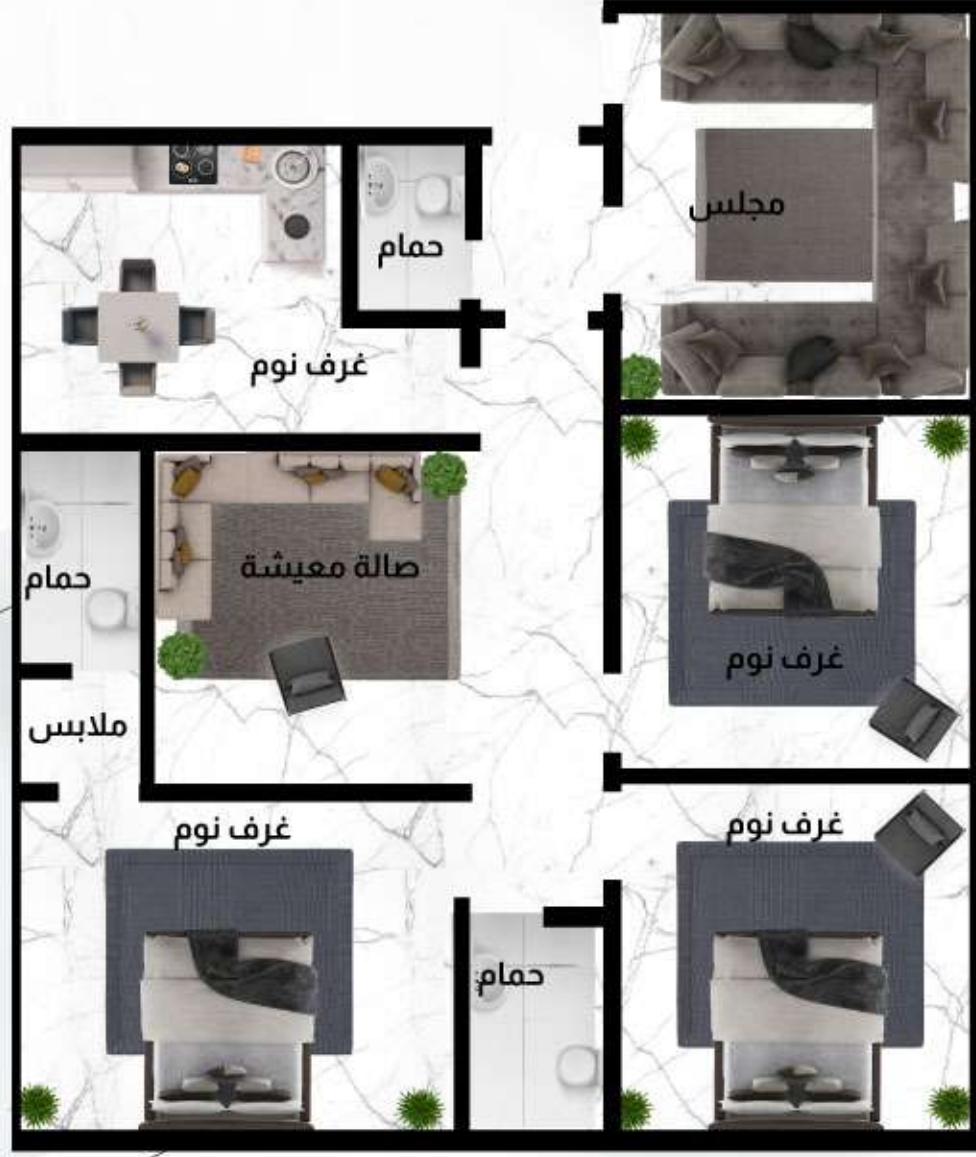 مجلس
حمام
غرف نوم
صالة معيشة
حمام
غرف نوم
ملابس
غرف نوم
غرف نوم
حمام